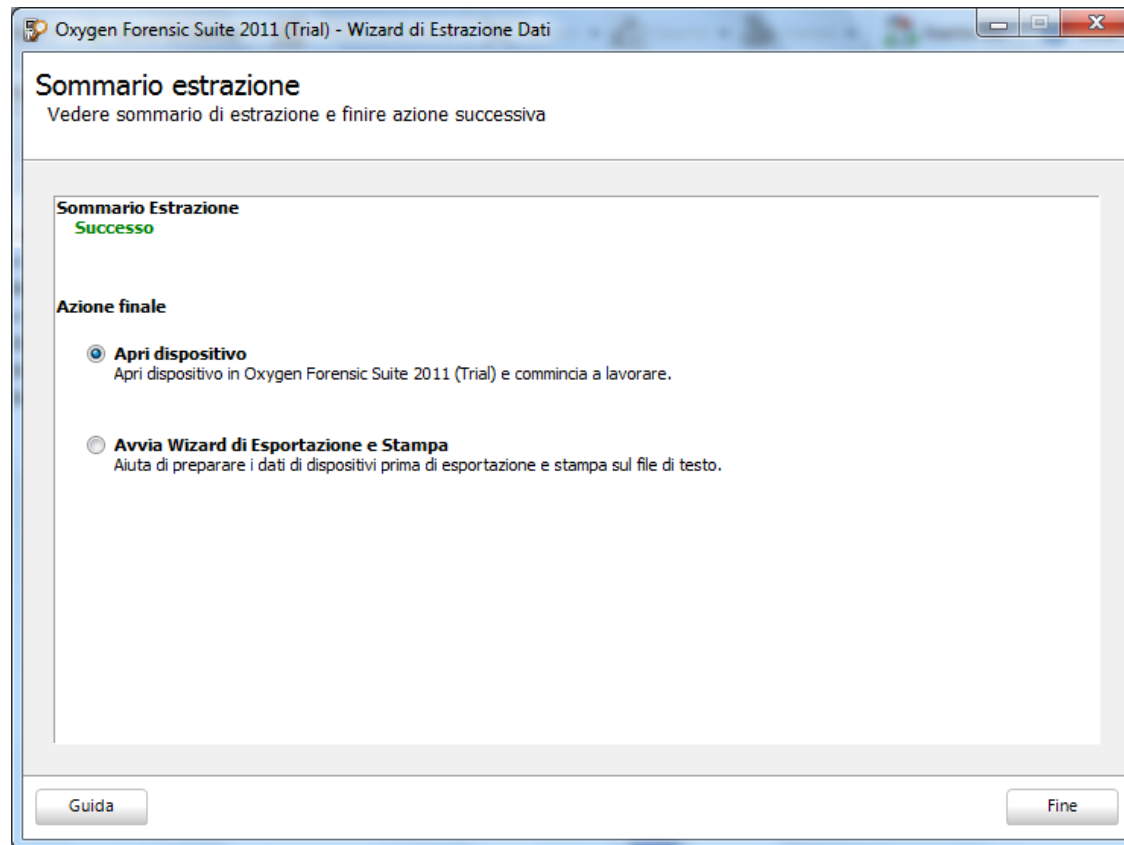 Oxygen Forensic Suite 2011 (Trial) - Wizard di Estrazione Dati
Sommario estrazione
Vedere sommario di estrazione e finire azione successiva
Sommario Estrazione
Successo
Azione finale
Apri dispositivo
Apri dispositivo in Oxygen Forensic Suite 2011 (Trial) e commincia a lavorare.
Avvia Wizard di Esportazione e Stampa
Aiuta di preparare i dati di dispositivi prima di esportazione e stampa sul file di testo.
Guida
Fine